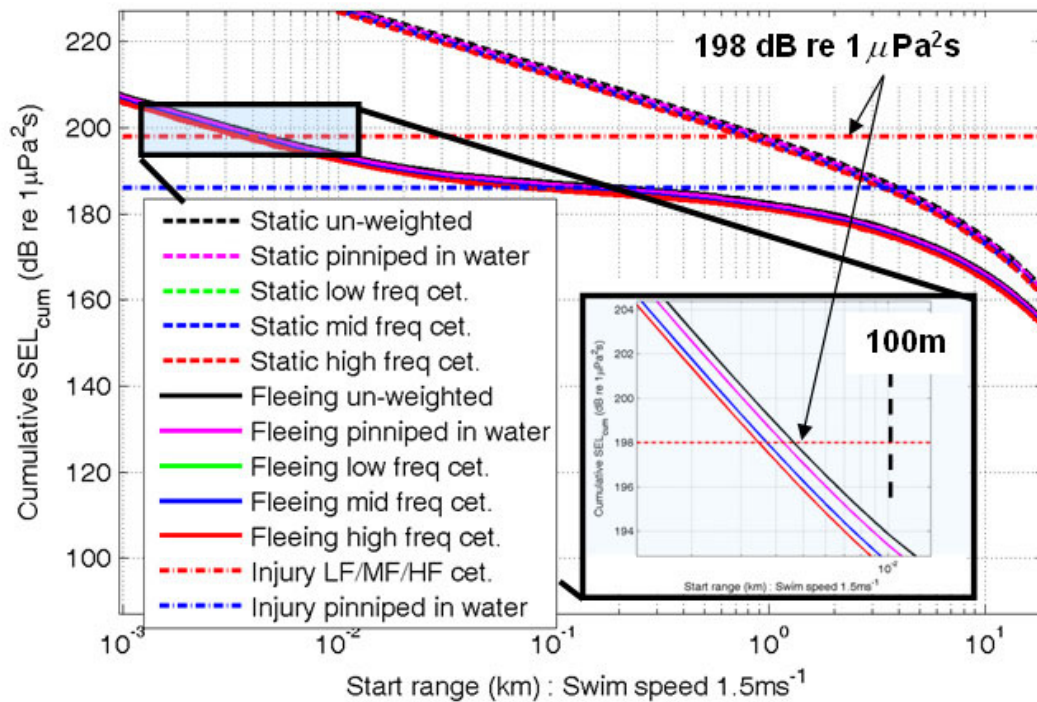 220
200
180
160
140
120
100
Cumulative SEL_cum (dB re 1µPa²s)
198 dB re 1 µPa²s
Static un-weighted
Static pinniped in water
Static low freq cet.
Static mid freq cet.
Static high freq cet.
Fleeing un-weighted
Fleeing pinniped in water
Fleeing low freq cet.
Fleeing mid freq cet.
Fleeing high freq cet.
Injury LF/MF/HF cet.
Injury pinniped in water
204
202
200
198
196
194
Cumulative SEL_cum (dB re 1µPa²s)
100m
10⁻²
Start range (km) : Swim speed 1.5ms⁻¹
10⁻³
10⁻²
10⁻¹
10⁰
10¹
Start range (km) : Swim speed 1.5ms⁻¹